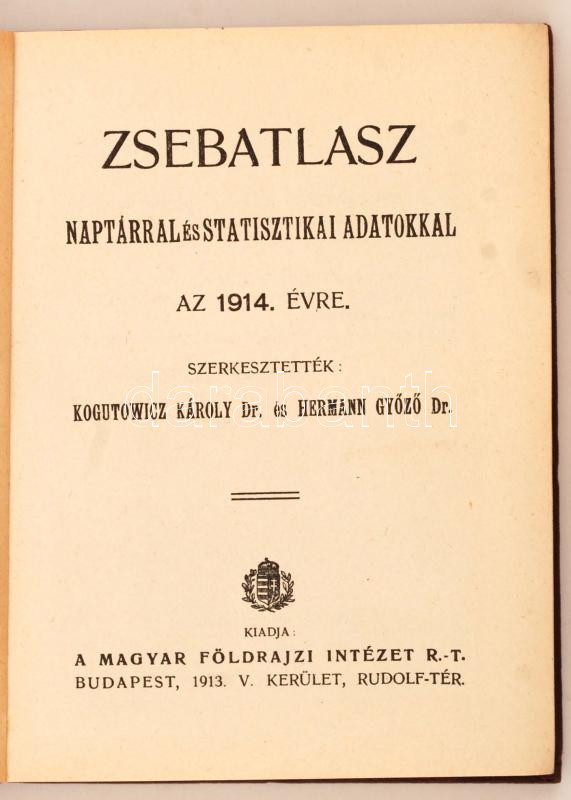 ZSEBATLASZ
NAPTÁRRAL ÉS STATISZTIKAI ADATOKKAL
AZ 1914. ÉVRE.
SZERKESZTETTÉK:
darabanth
KOGUTOWICZ KÁROLY Dr. és HERMANN GYŐZŐ Dr.
KIADJA:
A MAGYAR FÖLDRAJZI INTÉZET R.-T.
BUDAPEST, 1913. V. KERÜLET, RUDOLF-TÉR.